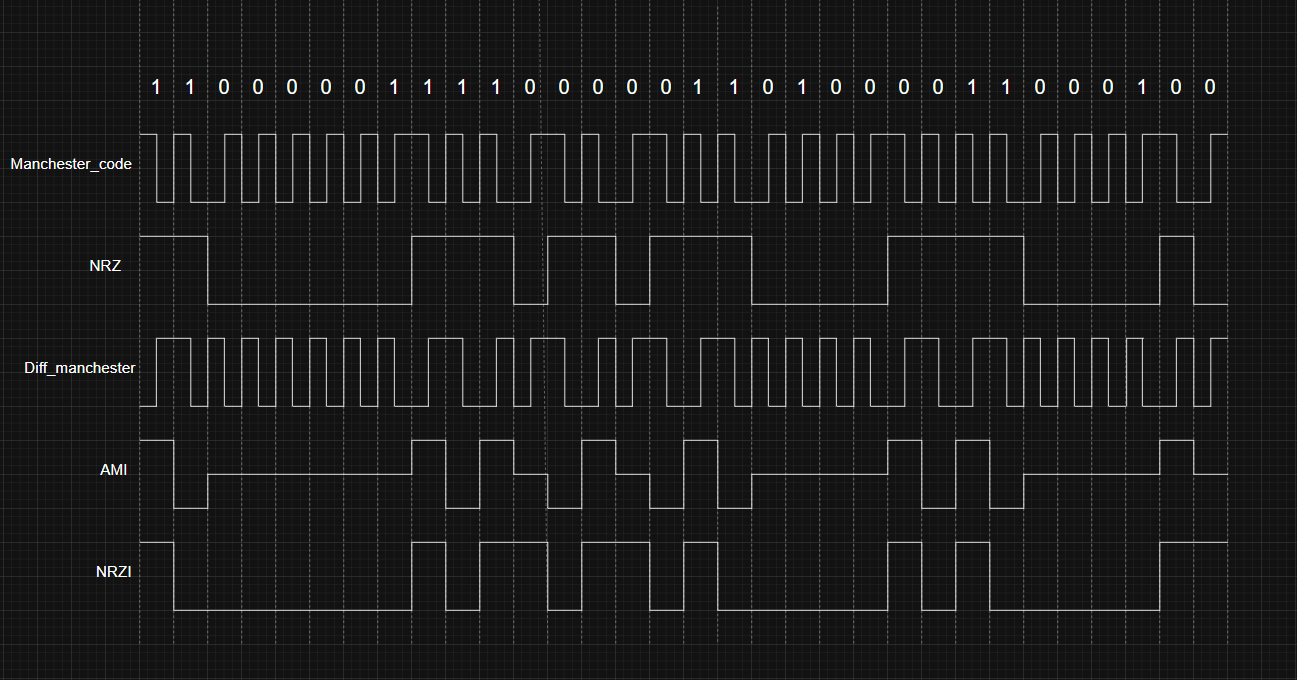 1 1 0 0 0 0 0 1 1 1 1 0 0 0 0 0 1 1 0 1 0 0 0 0 1 1 0 0 0 1 0 0
Manchester_code
NRZ
Diff_manchester
AMI
NRZI